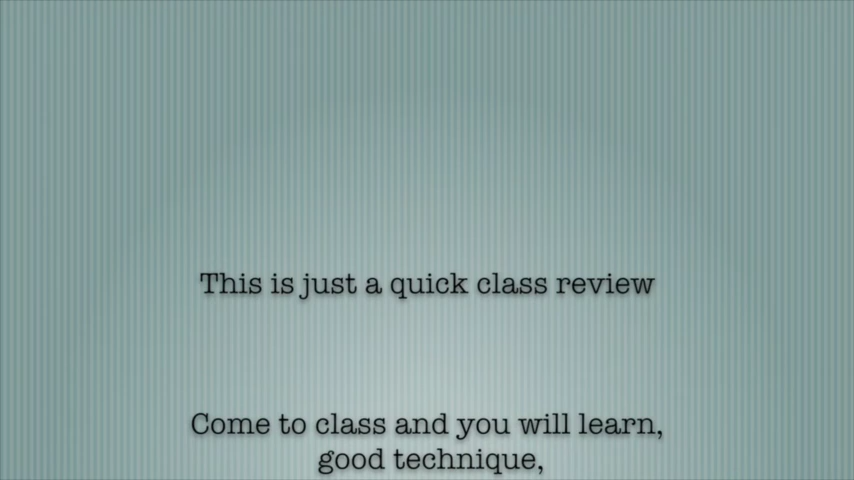 This is just a quick class review
Come to class and you will learn,
good technique,